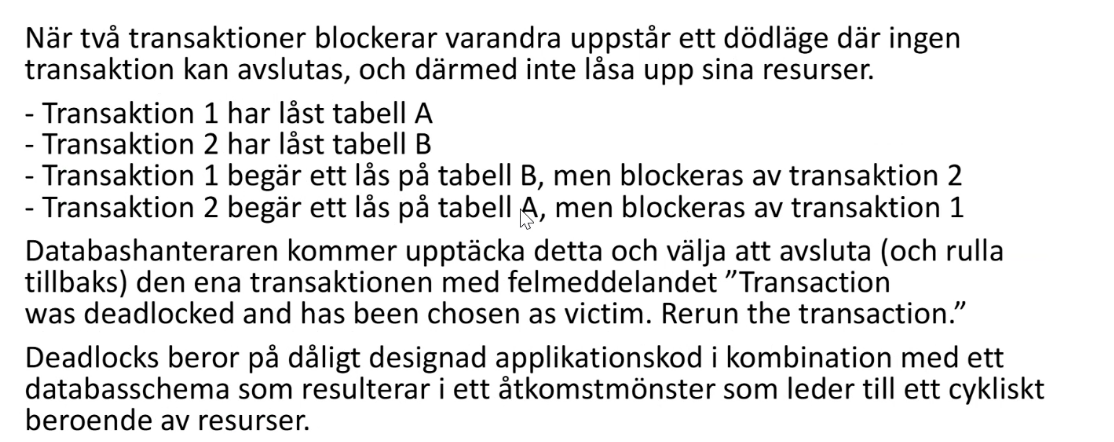 När två transaktioner blockerar varandra uppstår ett dödläge där ingen
transaktion kan avslutas, och därmed inte låsa upp sina resurser.
- Transaktion 1 har låst tabell A
- Transaktion 2 har låst tabell B
- Transaktion 1 begär ett lås på tabell B, men blockeras av transaktion 2
- Transaktion 2 begär ett lås på tabell A, men blockeras av transaktion 1
Databashanteraren kommer upptäcka detta och välja att avsluta (och rulla
tillbaks) den ena transaktionen med felmeddelandet ”Transaction
was deadlocked and has been chosen as victim. Rerun the transaction.”
Deadlocks beror på dåligt designad applikationskod i kombination med ett
databasschema som resulterar i ett åtkomstmönster som leder till ett cykliskt
beroende av resurser.